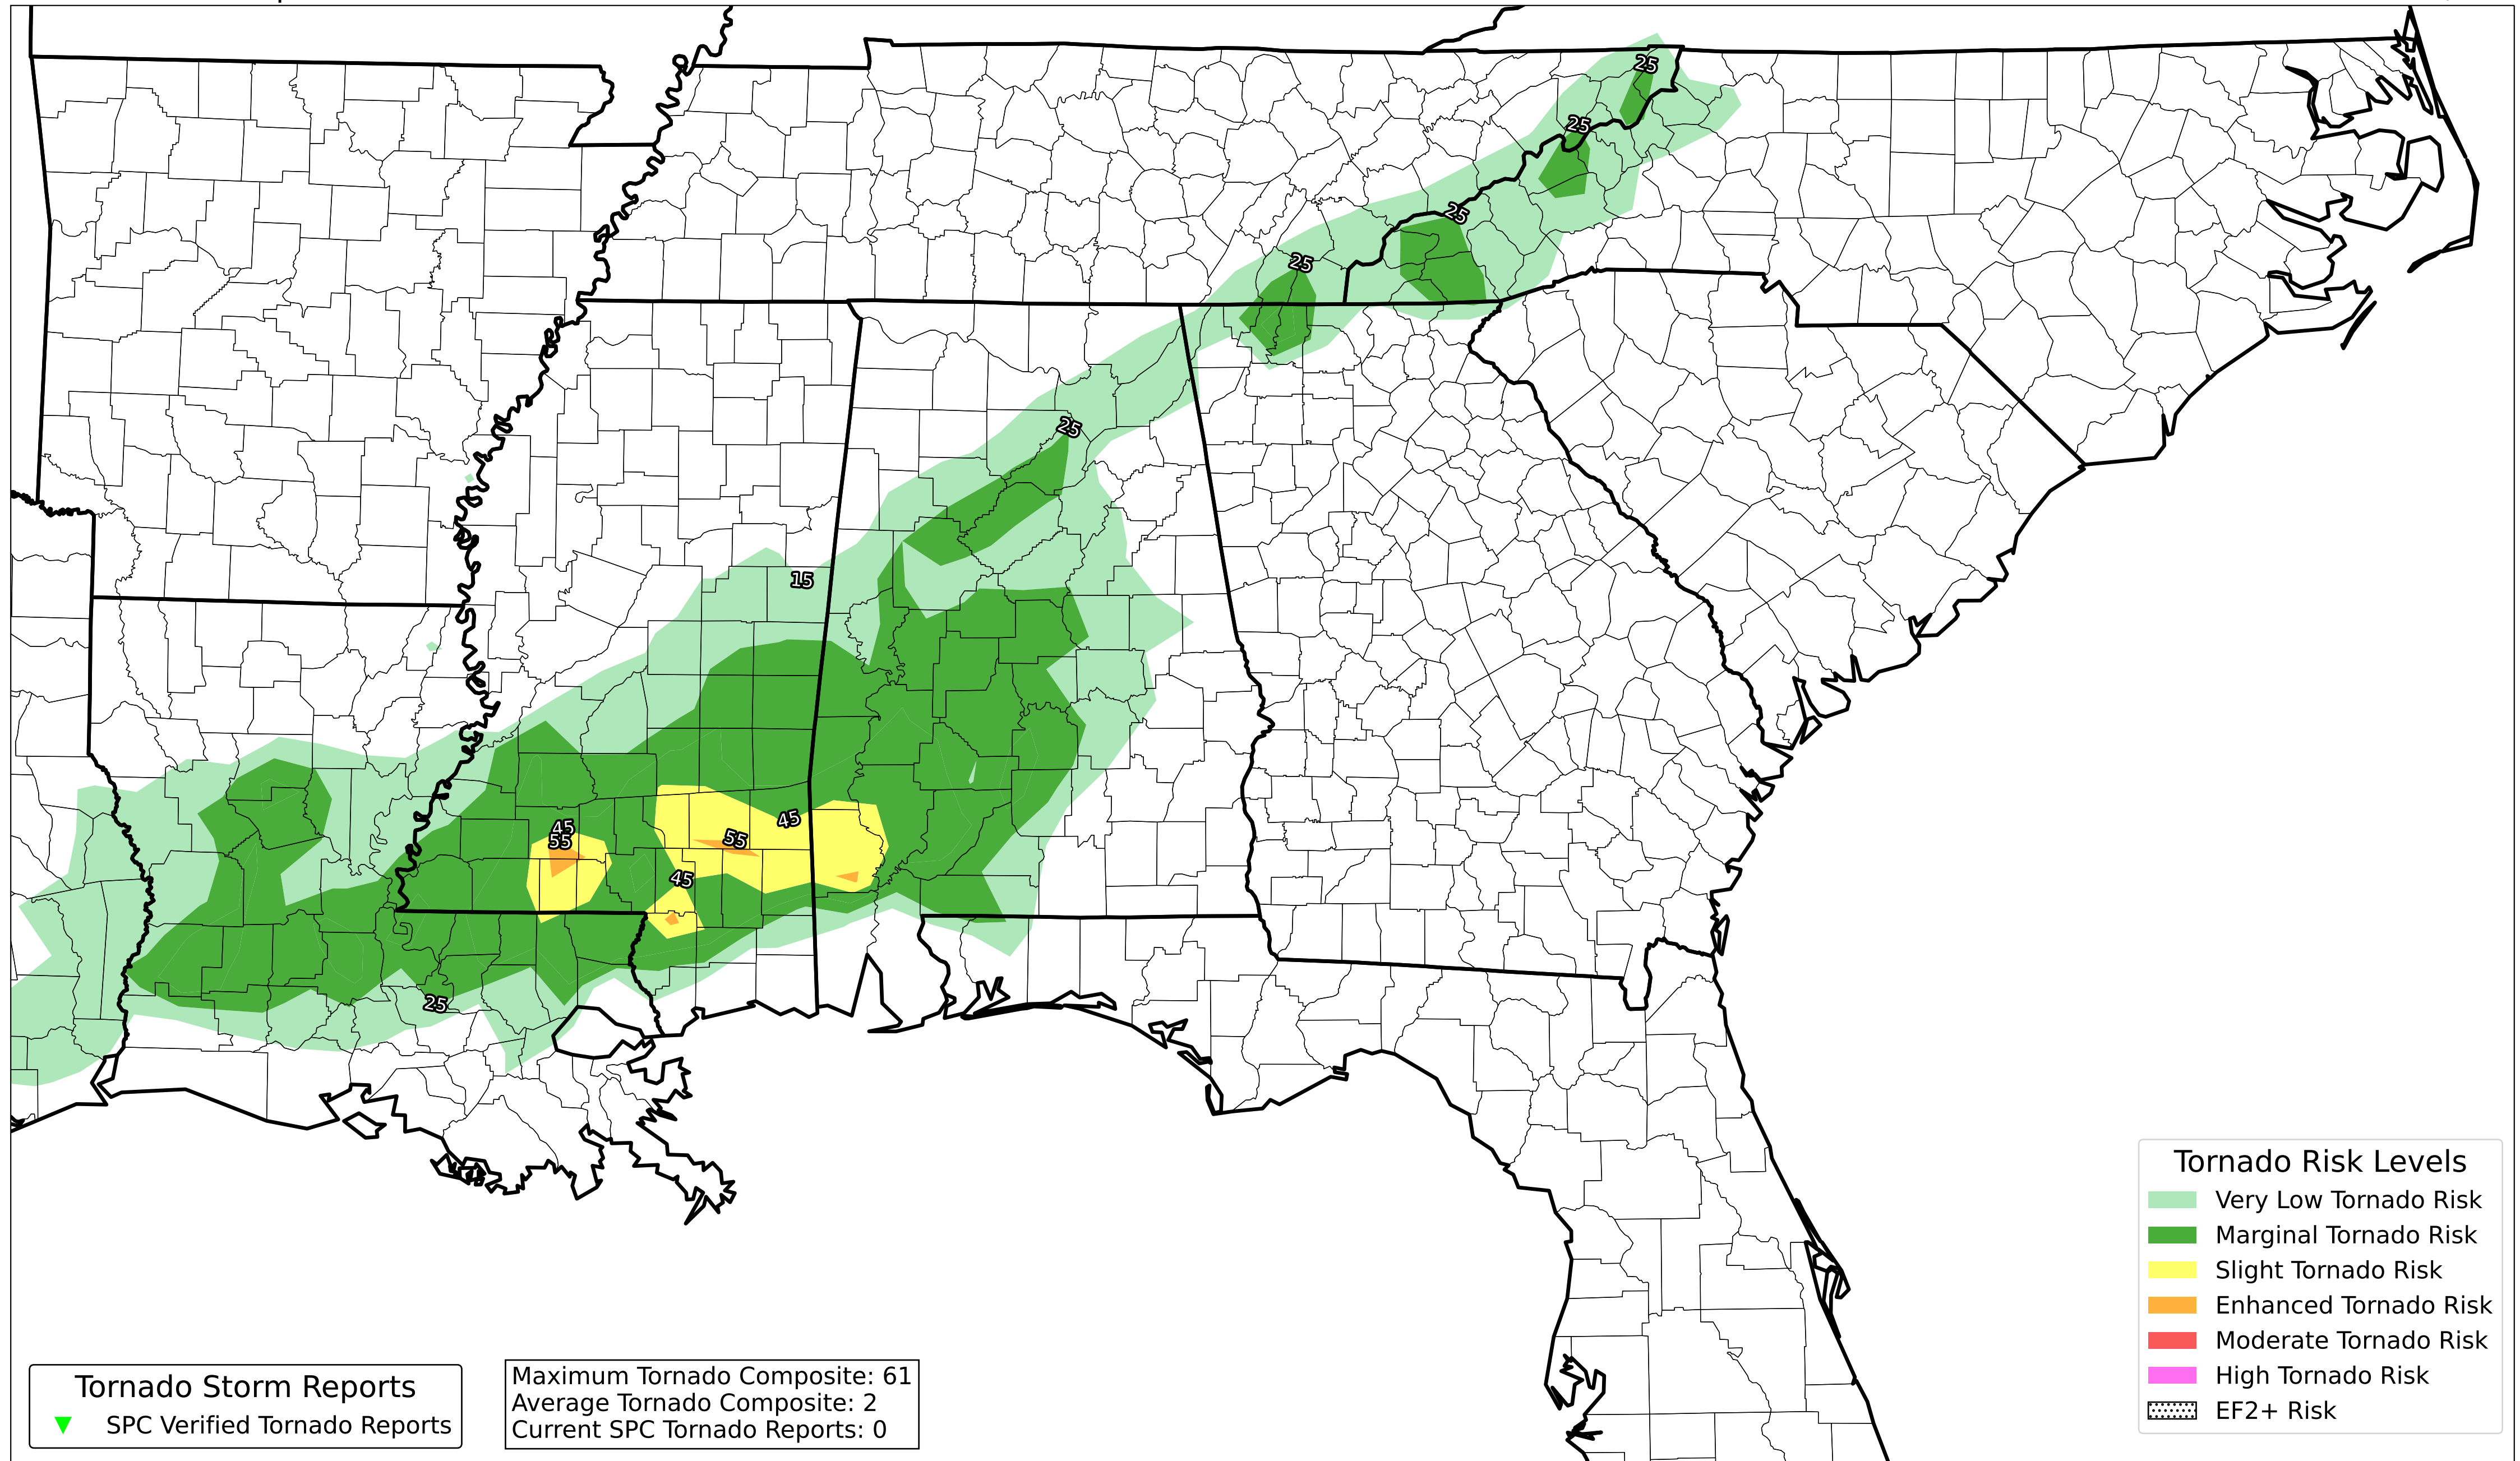 25
25
25
25
25
15
45
55
45
55
45
25
Tornado Risk Levels
Very Low Tornado Risk
Marginal Tornado Risk
Slight Tornado Risk
Enhanced Tornado Risk
Moderate Tornado Risk
High Tornado Risk
EF2+ Risk
Tornado Storm Reports
SPC Verified Tornado Reports
Maximum Tornado Composite: 61
Average Tornado Composite: 2
Current SPC Tornado Reports: 0